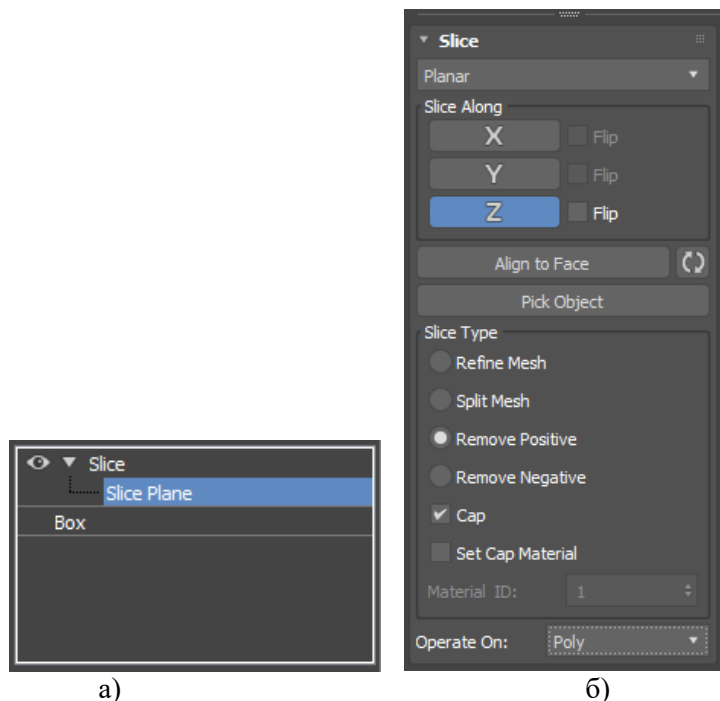 Slice
Slice Plane
Box
а)
Slice
Planar
Slice Along
X Flip
Y Flip
Z Flip
Align to Face
Pick Object
Slice Type
Refine Mesh
Split Mesh
Remove Positive
Remove Negative
Cap
Set Cap Material
Material ID: 1
Operate On: Poly
б)